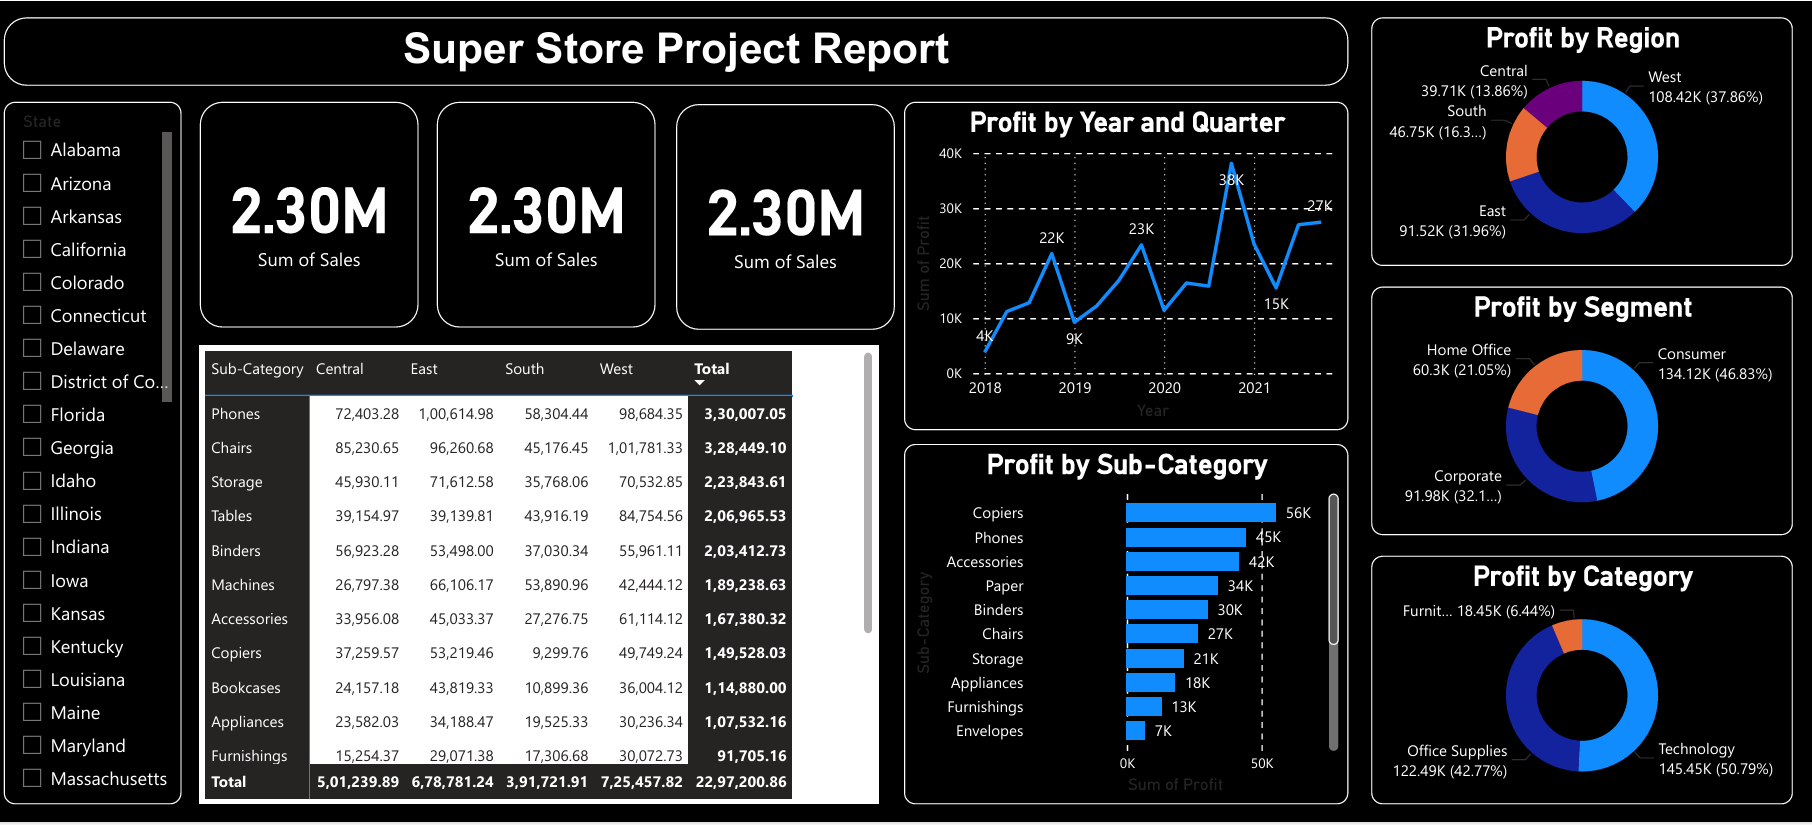 Super Store Project Report
State
Alabama
Arizona
Arkansas
California
Colorado
Connecticut
Delaware
District of Co...
Florida
Georgia
Idaho
Illinois
Indiana
Iowa
Kansas
Kentucky
Louisiana
Maine
Maryland
Massachusetts
2.30M
Sum of Sales
2.30M
Sum of Sales
2.30M
Sum of Sales
Sub-Category Central East South West Total
Phones 72,403.28 1,00,614.98 58,304.44 98,684.35 3,30,007.05
Chairs 85,230.65 96,260.68 45,176.45 1,01,781.33 3,28,449.10
Storage 45,930.11 71,612.58 35,768.06 70,532.85 2,23,843.61
Tables 39,154.97 39,139.81 43,916.19 84,754.56 2,06,965.53
Binders 56,923.28 53,498.00 37,030.34 55,961.11 2,03,412.73
Machines 26,797.38 66,106.17 53,890.96 42,444.12 1,89,238.63
Accessories 33,956.08 45,033.37 27,276.75 61,114.12 1,67,380.32
Copiers 37,259.57 53,219.46 9,299.76 49,749.24 1,49,528.03
Bookcases 24,157.18 43,819.33 10,899.36 36,004.12 1,14,880.00
Appliances 23,582.03 34,188.47 19,525.33 30,236.34 1,07,532.16
Furnishings 15,254.37 29,071.38 17,306.68 30,072.73 91,705.16
Total 5,01,239.89 6,78,781.24 3,91,721.91 7,25,457.82 22,97,200.86
Profit by Year and Quarter
Sum of Profit
40K
30K
20K
10K
0K
4K
22K
9K
23K
38K
15K
27K
2018 2019 2020 2021
Year
Profit by Sub-Category
Sub-Category
Copiers 56K
Phones 45K
Accessories 42K
Paper 34K
Binders 30K
Chairs 27K
Storage 21K
Appliances 18K
Furnishings 13K
Envelopes 7K
0K 50K
Sum of Profit
Profit by Region
Central
39.71K (13.86%)
South
46.75K (16.3...)
East
91.52K (31.96%)
West
108.42K (37.86%)
Profit by Segment
Home Office
60.3K (21.05%)
Consumer
134.12K (46.83%)
Corporate
91.98K (32.1...)
Profit by Category
Furnit... 18.45K (6.44%)
Office Supplies
122.49K (42.77%)
Technology
145.45K (50.79%)